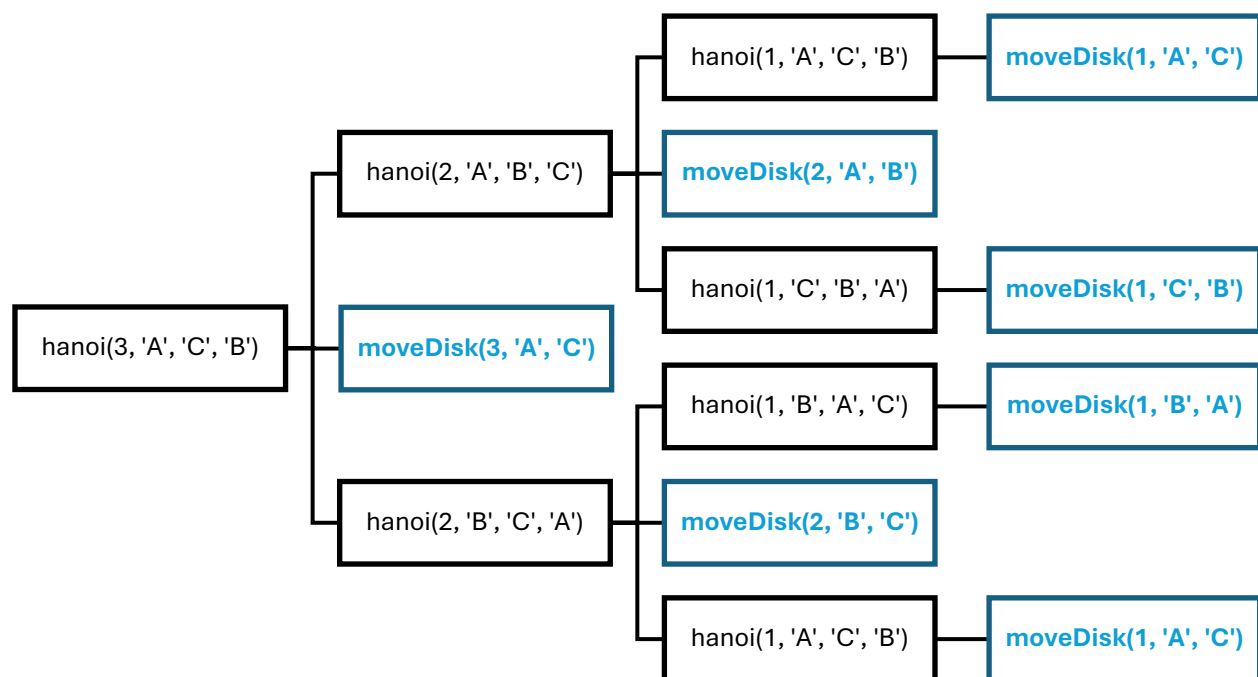 hanoi(1, 'A', 'C', 'B')
moveDisk(1, 'A', 'C')
hanoi(2, 'A', 'B', 'C')
moveDisk(2, 'A', 'B')
hanoi(1, 'C', 'B', 'A')
moveDisk(1, 'C', 'B')
hanoi(3, 'A', 'C', 'B')
moveDisk(3, 'A', 'C')
hanoi(1, 'B', 'A', 'C')
moveDisk(1, 'B', 'A')
hanoi(2, 'B', 'C', 'A')
moveDisk(2, 'B', 'C')
hanoi(1, 'A', 'C', 'B')
moveDisk(1, 'A', 'C')